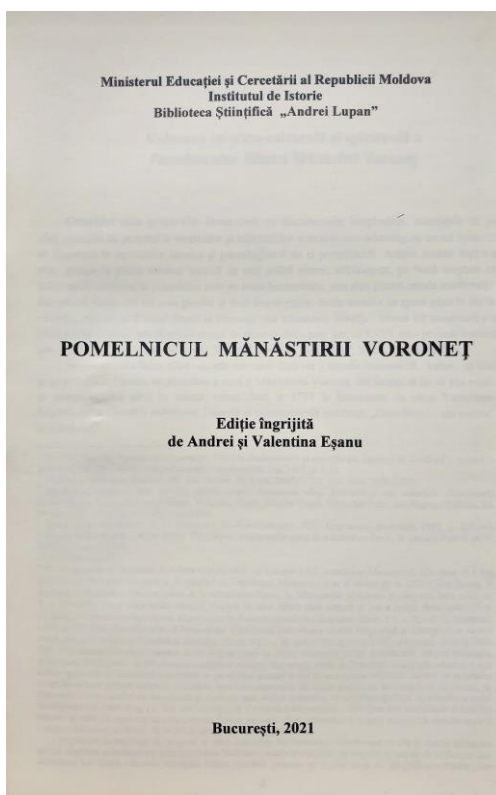 Ministerul Educației și Cercetării al Republicii Moldova
Institutul de Istorie
Biblioteca Științifică „Andrei Lupan”
POMELNICUL MĂNĂSTIRII VORONEȚ
Ediție îngrijită
de Andrei și Valentina Eșanu
București, 2021